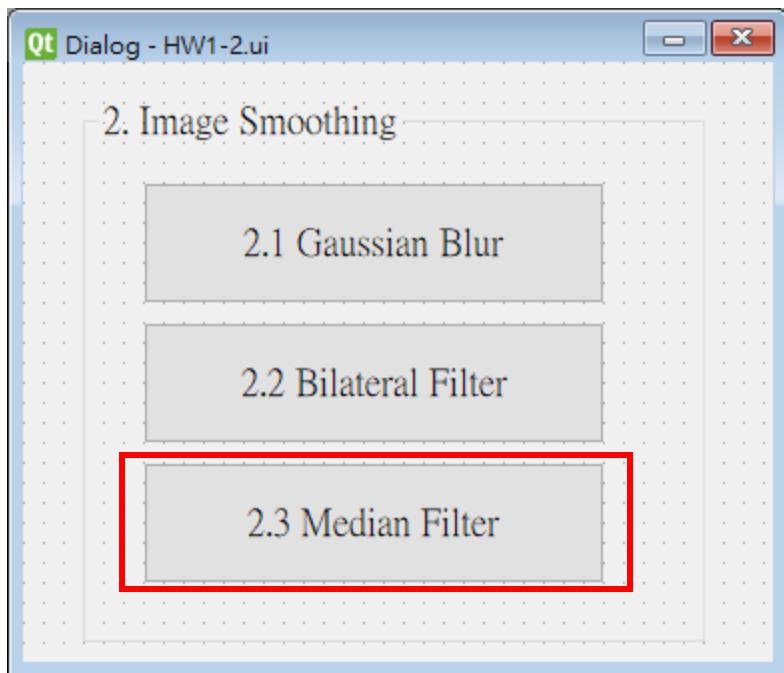 Qt Dialog - HW1-2.ui
2. Image Smoothing
2.1 Gaussian Blur
2.2 Bilateral Filter
2.3 Median Filter